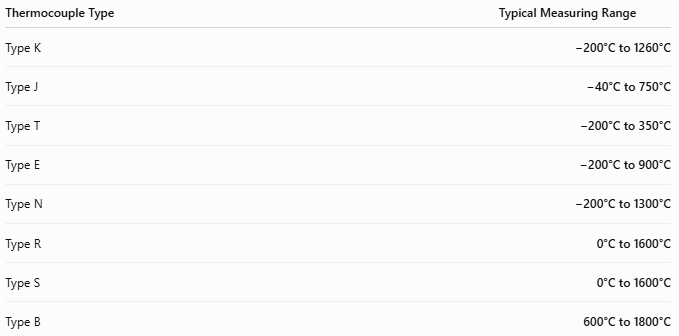 Thermocouple Type Typical Measuring Range
Type K −200°C to 1260°C
Type J −40°C to 750°C
Type T −200°C to 350°C
Type E −200°C to 900°C
Type N −200°C to 1300°C
Type R 0°C to 1600°C
Type S 0°C to 1600°C
Type B 600°C to 1800°C